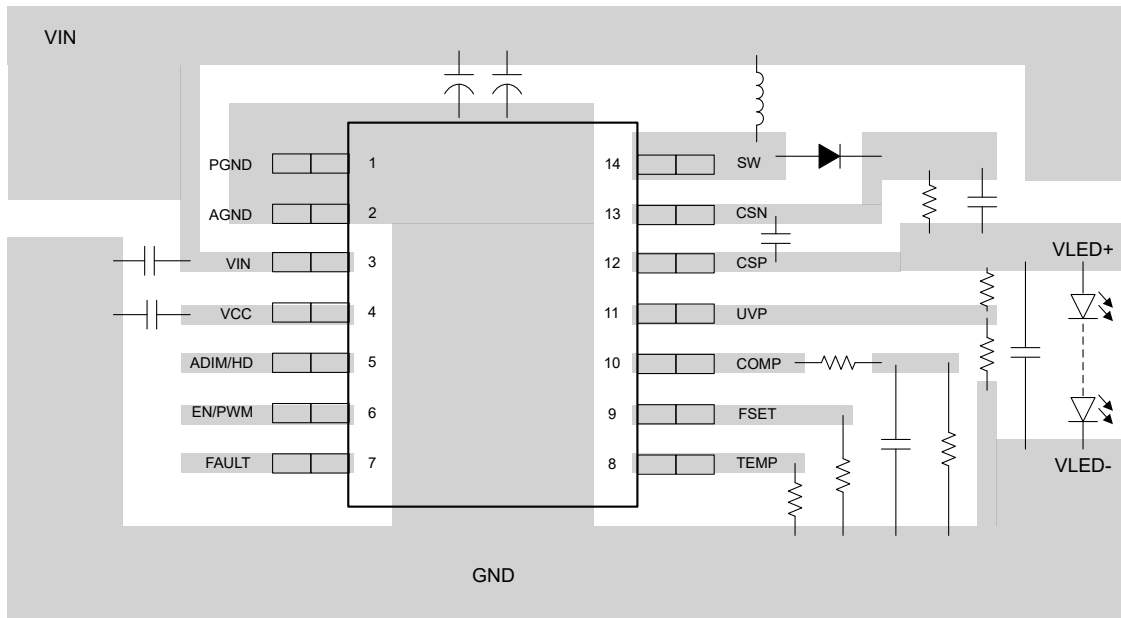 VIN
PGND 1 14 SW
AGND 2 13 CSN
VIN 3 12 CSP
VLED+
VCC 4 11 UVP
ADIM/HD 5 10 COMP
EN/PWM 6 9 FSET
FAULT 7 8 TEMP
VLED-
GND